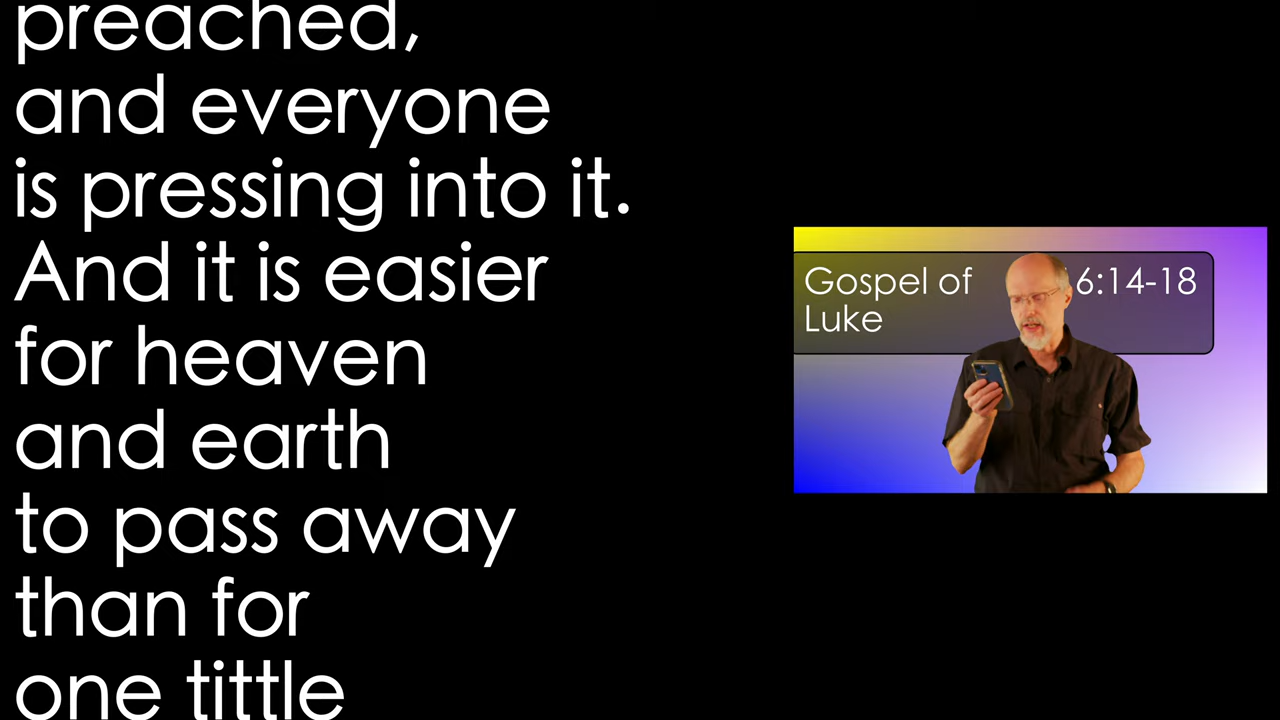 preached,
and everyone
is pressing into it.
And it is easier
for heaven
and earth
to pass away
than for
one tittle
Gospel of 6:14-18
Luke